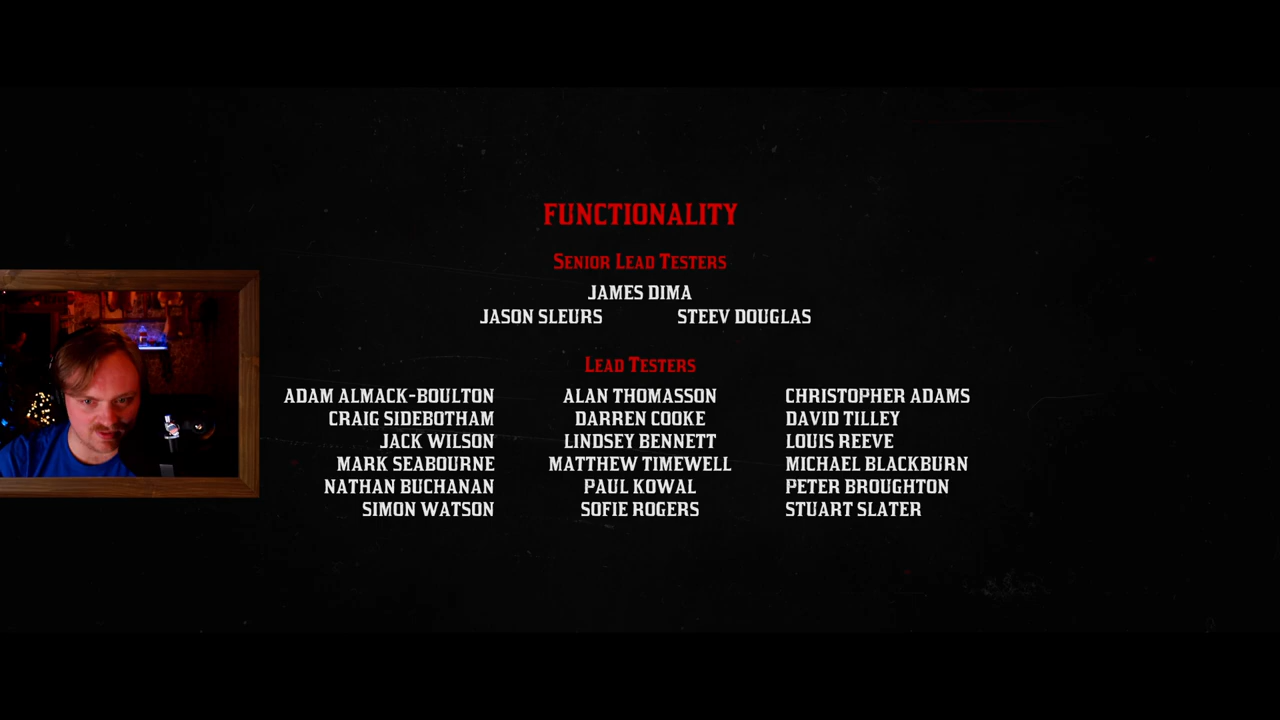 FUNCTIONALITY
SENIOR LEAD TESTERS
JAMES DIMA
JASON SLEURS STEEV DOUGLAS
LEAD TESTERS
ADAM ALMACK-BOULTON ALAN THOMASSON CHRISTOPHER ADAMS
CRAIG SIDEBOTHAM DARREN COOKE DAVID TILLEY
JACK WILSON LINDSEY BENNETT LOUIS REEVE
MARK SEABOURNE MATTHEW TIMEWELL MICHAEL BLACKBURN
NATHAN BUCHANAN PAUL KOWAL PETER BROUGHTON
SIMON WATSON SOFIE ROGERS STUART SLATER